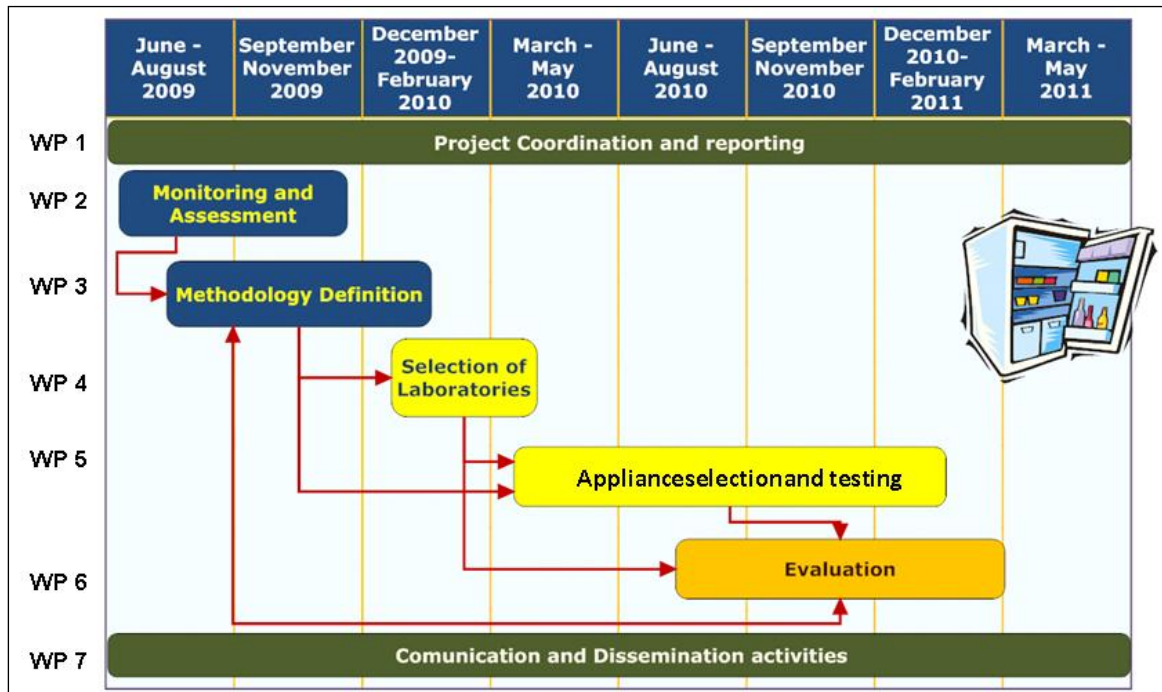 June -
August
2009
September
November
2009
December
2009-
February
2010
March -
May
2010
June -
August
2010
September
November
2010
December
2010-
February
2011
March -
May
2011
WP 1
Project Coordination and reporting
WP 2
Monitoring and
Assessment
WP 3
Methodology Definition
WP 4
Selection of
Laboratories
WP 5
Applianceselectionand testing
WP 6
Evaluation
WP 7
Comunication and Dissemination activities